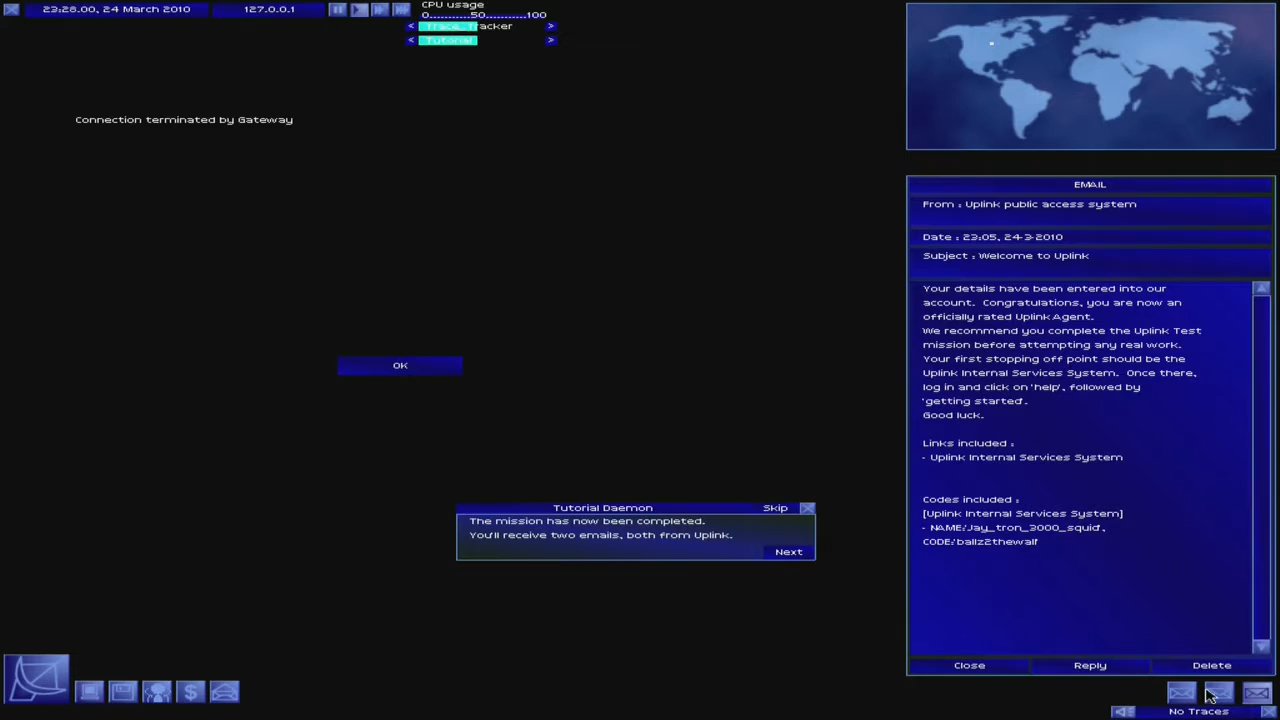 23:28.00, 24 March 2010
127.0.0.1
CPU usage
0..........50..........100
< Trace_Tracker >
< Tutorial >
Connection terminated by Gateway
OK
Tutorial Daemon Skip
The mission has now been completed.
You'll receive two emails, both from Uplink.
Next
EMAIL
From : Uplink public access system
Date : 23:05, 24-3-2010
Subject : Welcome to Uplink
Your details have been entered into our
account. Congratulations, you are now an
officially rated Uplink Agent.
We recommend you complete the Uplink Test
mission before attempting any real work.
Your first stopping off point should be the
Uplink Internal Services System. Once there,
log in and click on 'help', followed by
'getting started'.
Good luck.
Links included :
- Uplink Internal Services System
Codes included :
[Uplink Internal Services System]
- NAME:'Jay_tron_3000_squid',
CODE:'ballz2thewall'
Close Reply Delete
$
No Traces